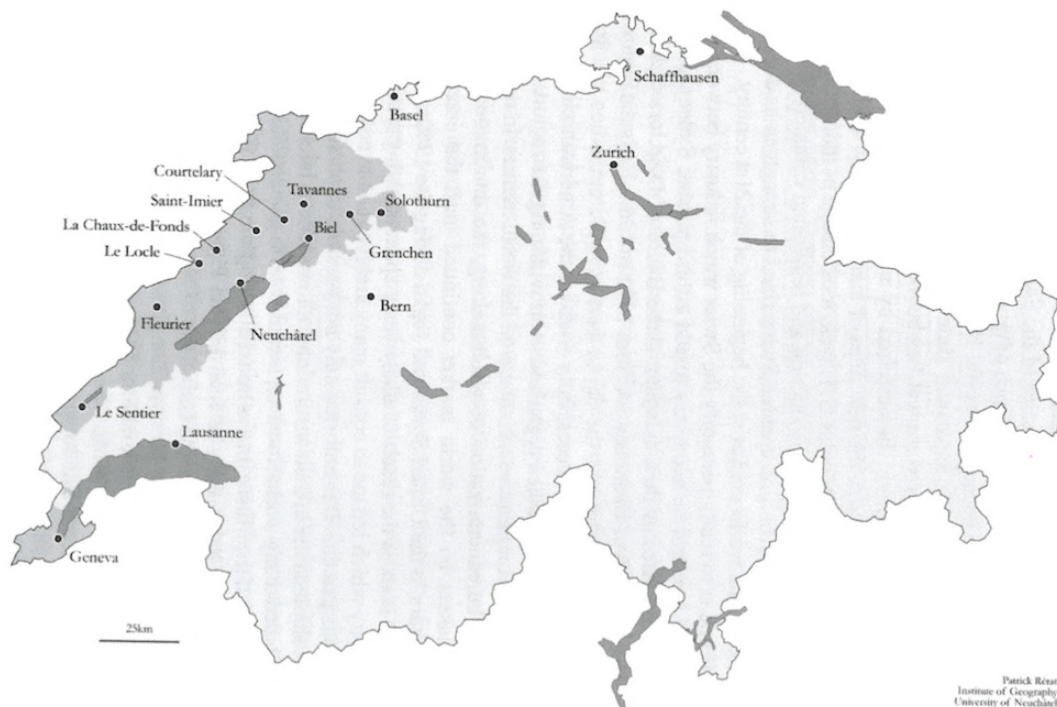 Schaffhausen
Basel
Zurich
Courtelary
Tavannes
Saint-Imier
Solothurn
La Chaux-de-Fonds
Biel
Le Locle
Grenchen
Bern
Fleurier
Neuchâtel
Le Sentier
Lausanne
Geneva
25km
Patrick Rérat
Institute of Geography
University of Neuchâtel